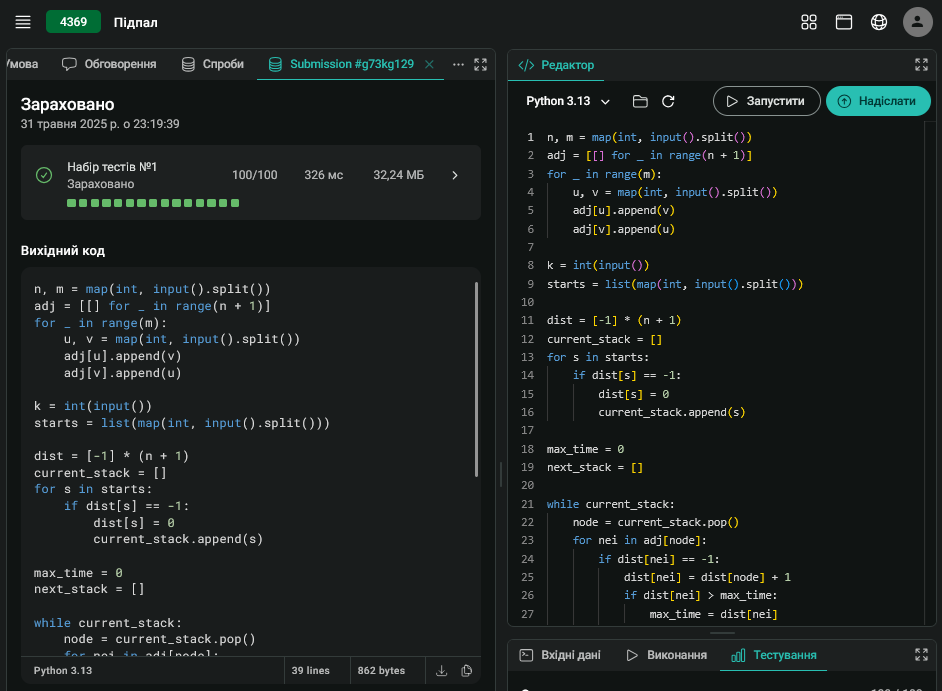 4369 Підпал
мова Обговорення Спроби Submission #g73kg129
Зараховано
31 травня 2025 р. о 23:19:39
Набір тестів №1
Зараховано
100/100 326 мс 32,24 МБ
Вихідний код
n, m = map(int, input().split())
adj = [[] for _ in range(n + 1)]
for _ in range(m):
    u, v = map(int, input().split())
    adj[u].append(v)
    adj[v].append(u)
k = int(input())
starts = list(map(int, input().split()))
dist = [-1] * (n + 1)
current_stack = []
for s in starts:
    if dist[s] == -1:
        dist[s] = 0
        current_stack.append(s)
max_time = 0
next_stack = []
while current_stack:
    node = current_stack.pop()
    for nei in adj[node]:
Python 3.13 39 lines 862 bytes
Редактор
Python 3.13 Запустити Надіслати
1 n, m = map(int, input().split())
2 adj = [[] for _ in range(n + 1)]
3 for _ in range(m):
4     u, v = map(int, input().split())
5     adj[u].append(v)
6     adj[v].append(u)
7
8 k = int(input())
9 starts = list(map(int, input().split()))
10
11 dist = [-1] * (n + 1)
12 current_stack = []
13 for s in starts:
14     if dist[s] == -1:
15         dist[s] = 0
16         current_stack.append(s)
17
18 max_time = 0
19 next_stack = []
20
21 while current_stack:
22     node = current_stack.pop()
23     for nei in adj[node]:
24         if dist[nei] == -1:
25             dist[nei] = dist[node] + 1
26             if dist[nei] > max_time:
27                 max_time = dist[nei]
Вхідні дані Виконання Тестування